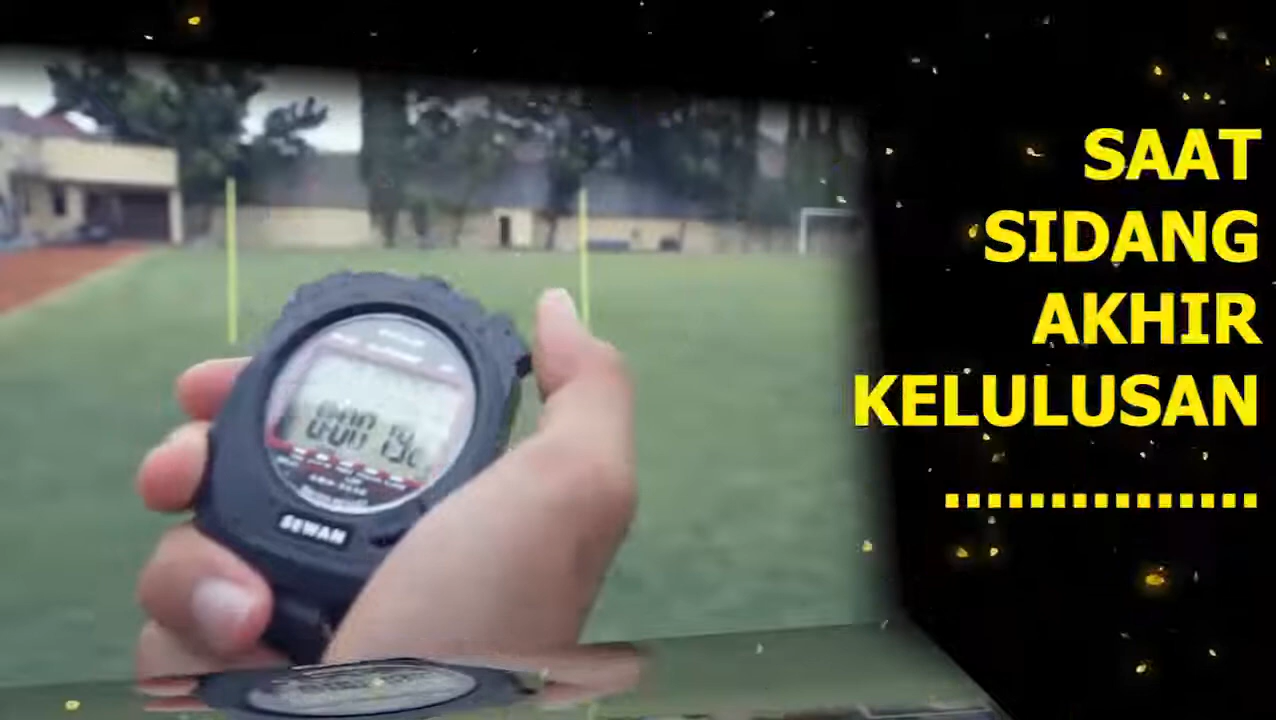 SAAT
SIDANG
AKHIR
KELULUSAN
...............
SEWAN